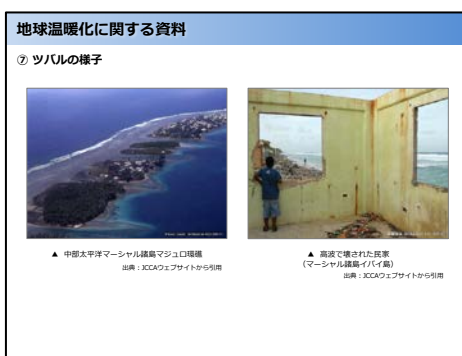 地球温暖化に関する資料
⑦ ツバルの様子
▲ 中部太平洋マーシャル諸島マジュロ環礁
出典：JCCAウェブサイトから引用
▲ 高波で壊された民家
（マーシャル諸島イバイ島）
出典：JCCAウェブサイトから引用